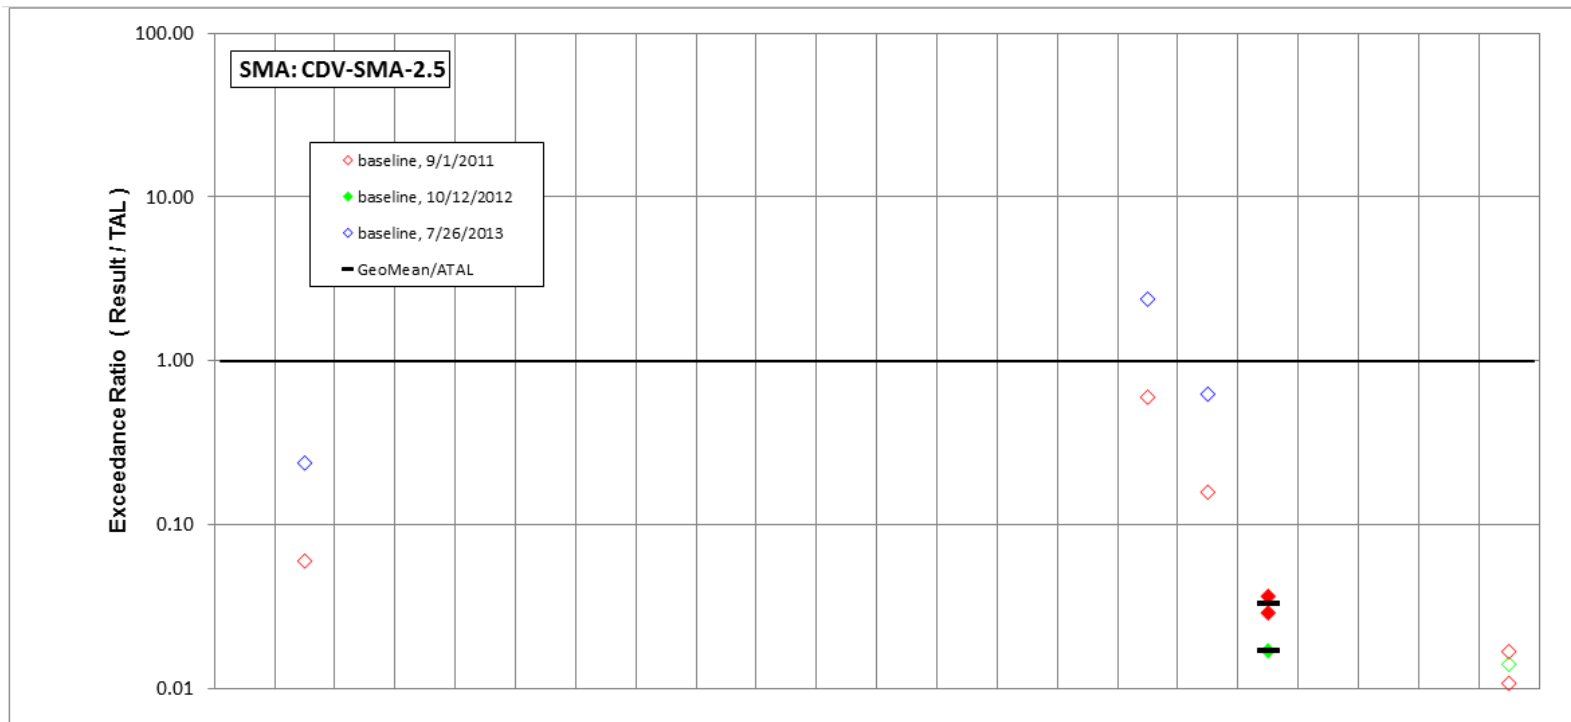 100.00
SMA: CDV-SMA-2.5
baseline, 9/1/2011
10.00
baseline, 10/12/2012
baseline, 7/26/2013
GeoMean/ATAL
Exceedance Ratio ( Result / TAL )
1.00
0.10
0.01